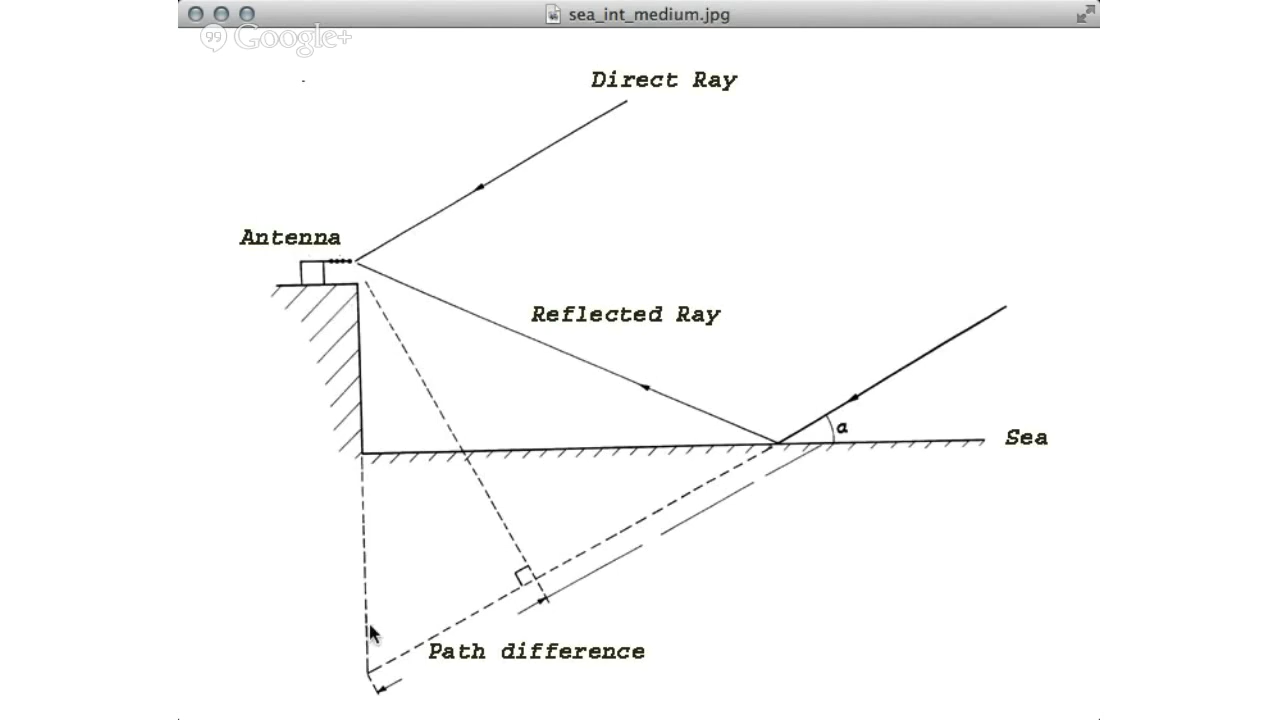 sea_int_medium.jpg
Google+
Direct Ray
Antenna
Reflected Ray
a
Sea
Path difference